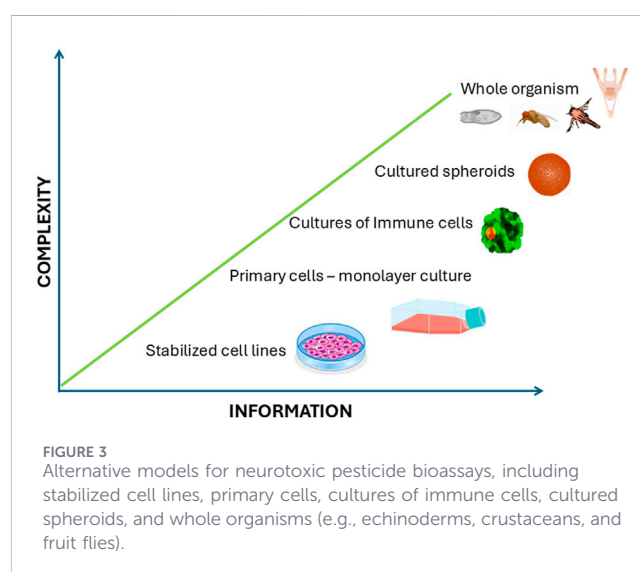 Whole organism
Cultured spheroids
Cultures of Immune cells
Primary cells – monolayer culture
Stabilized cell lines
COMPLEXITY
INFORMATION
FIGURE 3
Alternative models for neurotoxic pesticide bioassays, including
stabilized cell lines, primary cells, cultures of immune cells, cultured
spheroids, and whole organisms (e.g., echinoderms, crustaceans, and
fruit flies).